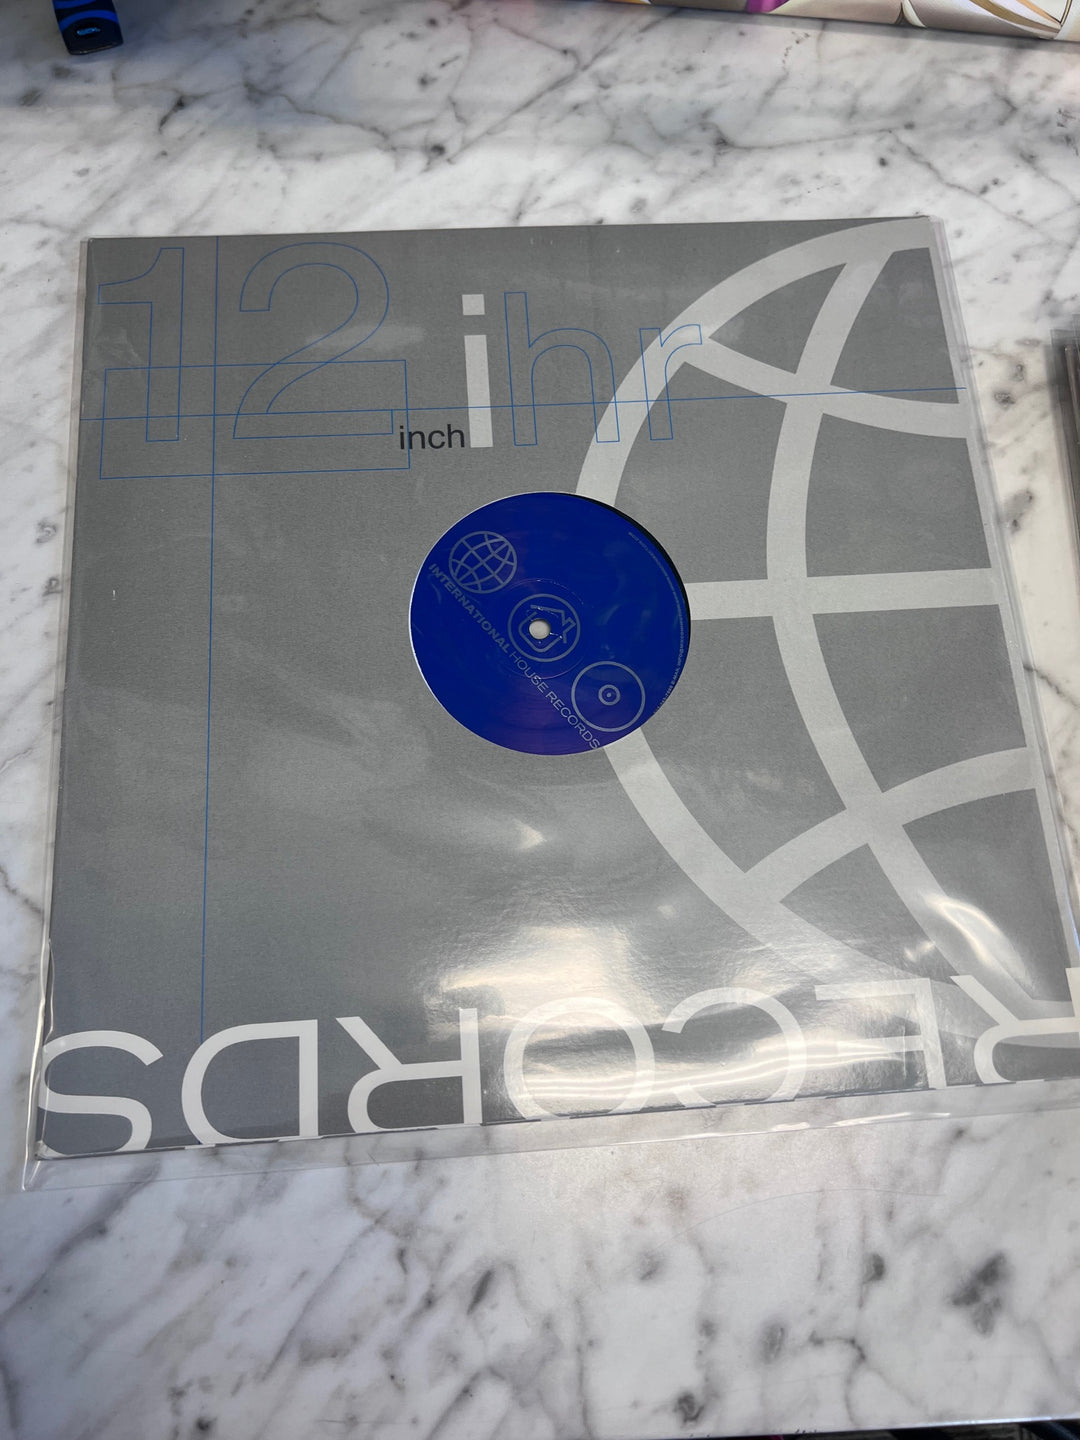 12
inch
ihr
INTERNATIONAL HOUSE RECORDS
RECORDS